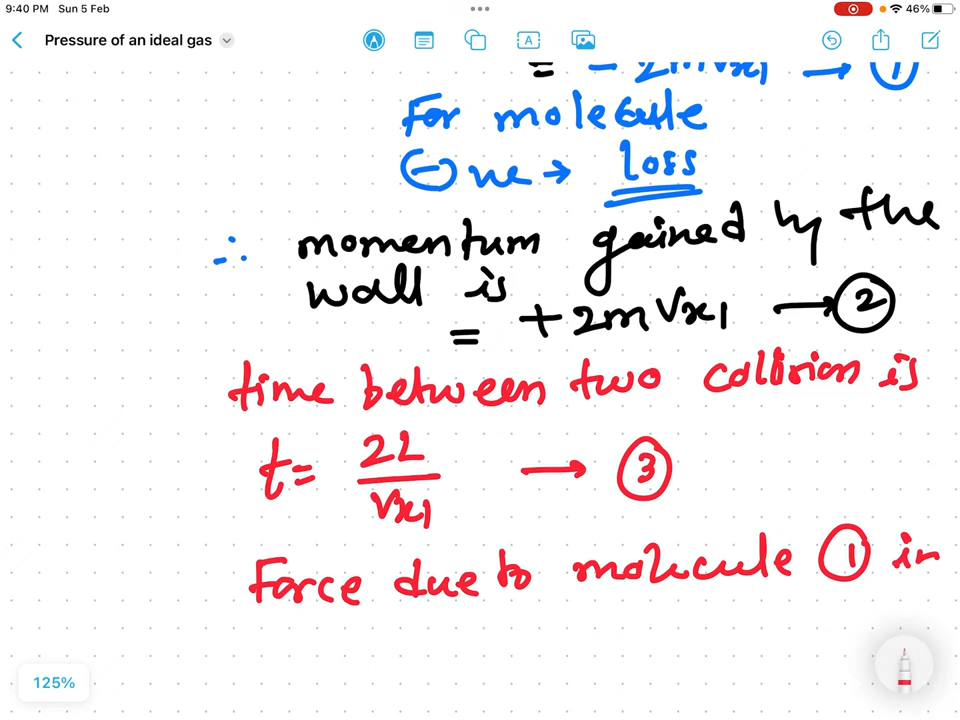 9:40 PM Sun 5 Feb
46%
Pressure of an ideal gas
= - 2mVx1 → ①
For molecule
⊖ve → loss
∴ momentum gained by the
wall is
= + 2mVx1 → ②
time between two collision is
t = 2L/Vx1 → ③
Force due to molecule ① in
125%